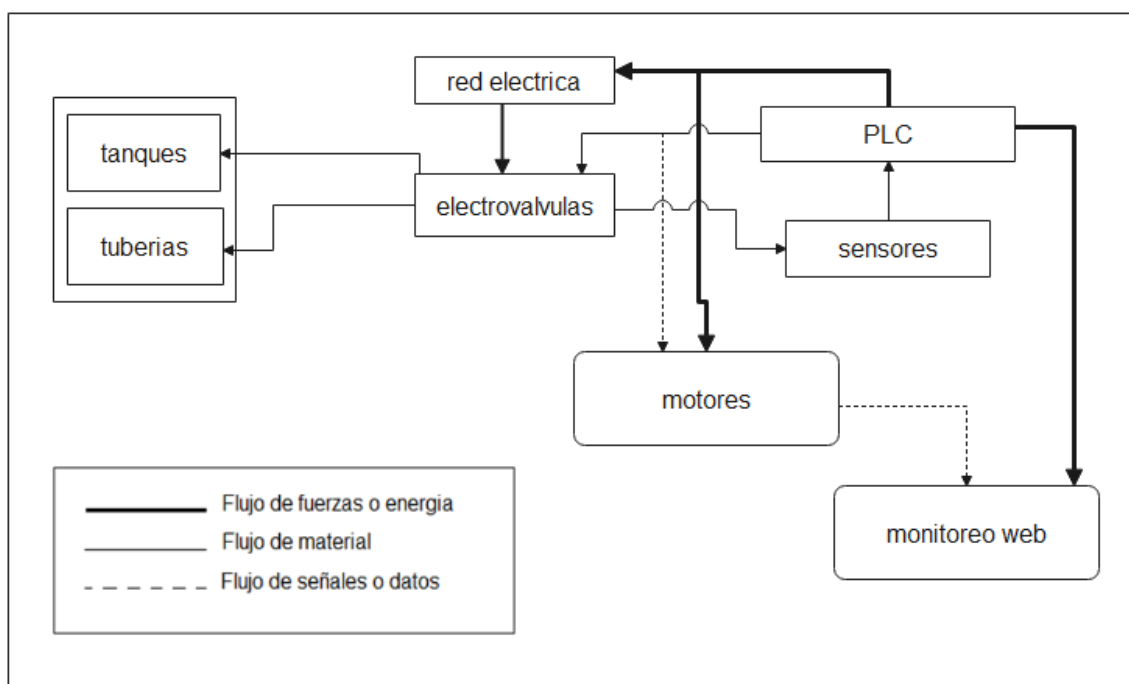 red electrica
PLC
tanques
electrovalvulas
tuberias
sensores
motores
monitoreo web
Flujo de fuerzas o energia
Flujo de material
Flujo de señales o datos